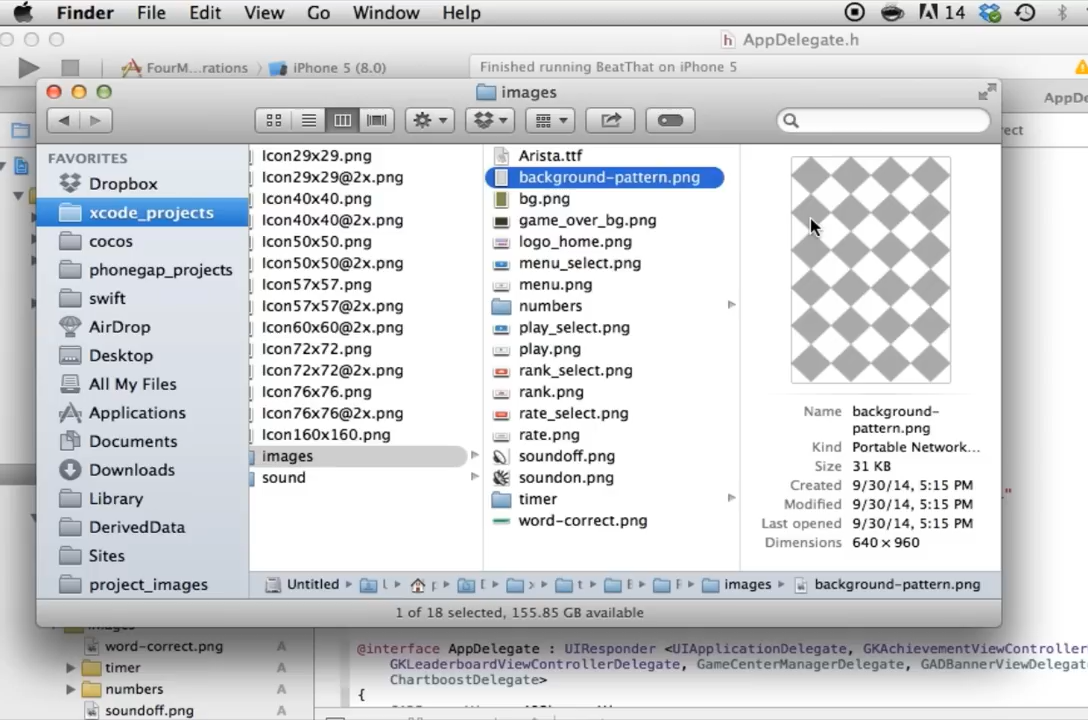 Finder File Edit View Go Window Help 14
AppDelegate.h
FourM...rations iPhone 5 (8.0) Finished running BeatThat on iPhone 5
images
AppDe
FAVORITES
Dropbox
xcode_projects
cocos
phonegap_projects
swift
AirDrop
Desktop
All My Files
Applications
Documents
Downloads
Library
DerivedData
Sites
project_images
Icon29x29.png
Icon29x29@2x.png
Icon40x40.png
Icon40x40@2x.png
Icon50x50.png
Icon50x50@2x.png
Icon57x57.png
Icon57x57@2x.png
Icon60x60@2x.png
Icon72x72.png
Icon72x72@2x.png
Icon76x76.png
Icon76x76@2x.png
Icon160x160.png
images
sound
Arista.ttf
background-pattern.png
bg.png
game_over_bg.png
logo_home.png
menu_select.png
menu.png
numbers
play_select.png
play.png
rank_select.png
rank.png
rate_select.png
rate.png
soundoff.png
soundon.png
timer
word-correct.png
Name background-
pattern.png
Kind Portable Network...
Size 31 KB
Created 9/30/14, 5:15 PM
Modified 9/30/14, 5:15 PM
Last opened 9/30/14, 5:15 PM
Dimensions 640 × 960
Untitled images background-pattern.png
1 of 18 selected, 155.85 GB available
word-correct.png A
timer A
numbers A
soundoff.png A
@interface AppDelegate : UIResponder <UIApplicationDelegate, GKAchievementViewController
GKLeaderboardViewControllerDelegate, GameCenterManagerDelegate, GADBannerViewDelegate
ChartboostDelegate>
{